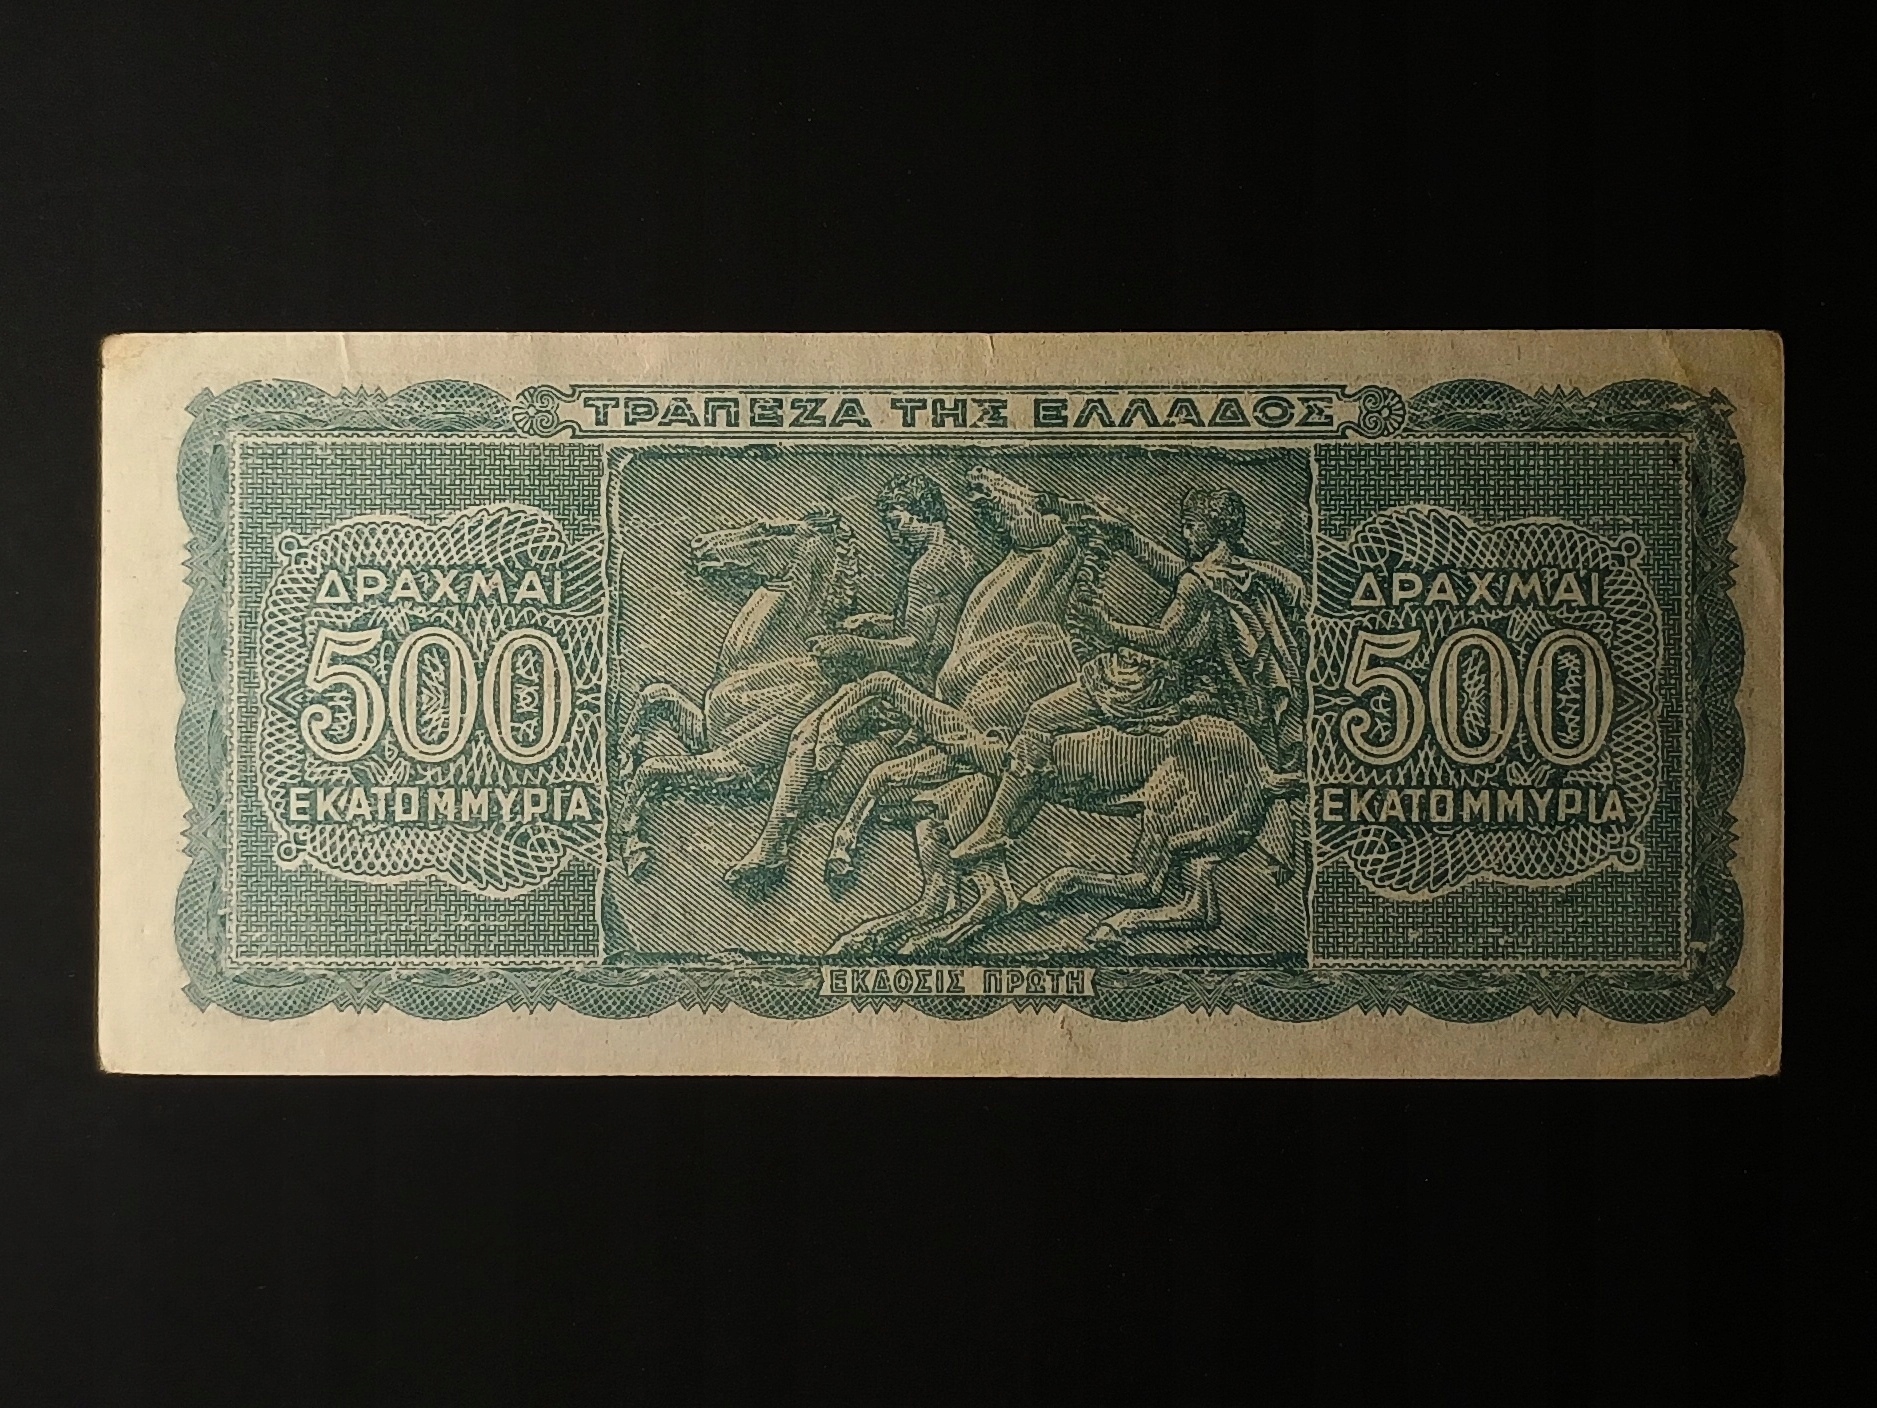 ΤΡΑΠΕΖΑ ΤΗΣ ΕΛΛΑΔΟΣ
ΔΡΑΧΜΑΙ
500
ΕΚΑΤΟΜΜΥΡΙΑ
ΔΡΑΧΜΑΙ
500
ΕΚΑΤΟΜΜΥΡΙΑ
ΕΚΔΟΣΙΣ ΠΡΩΤΗ